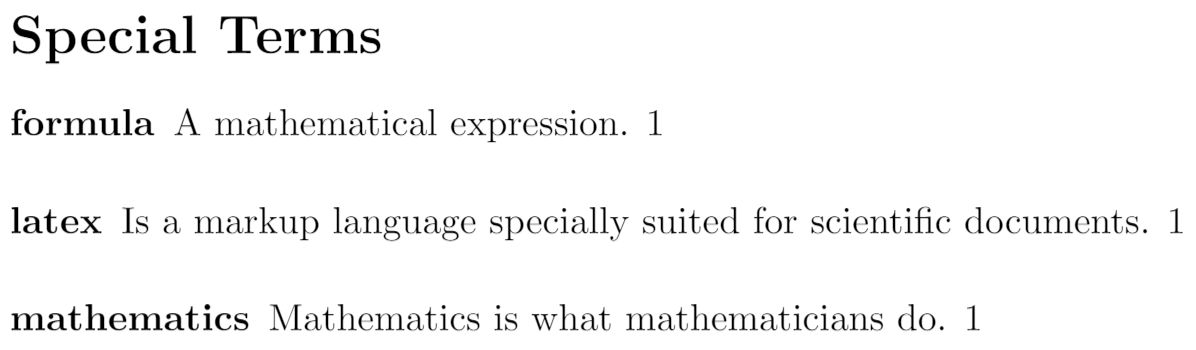 Special Terms
formula A mathematical expression. 1
latex Is a markup language specially suited for scientific documents. 1
mathematics Mathematics is what mathematicians do. 1